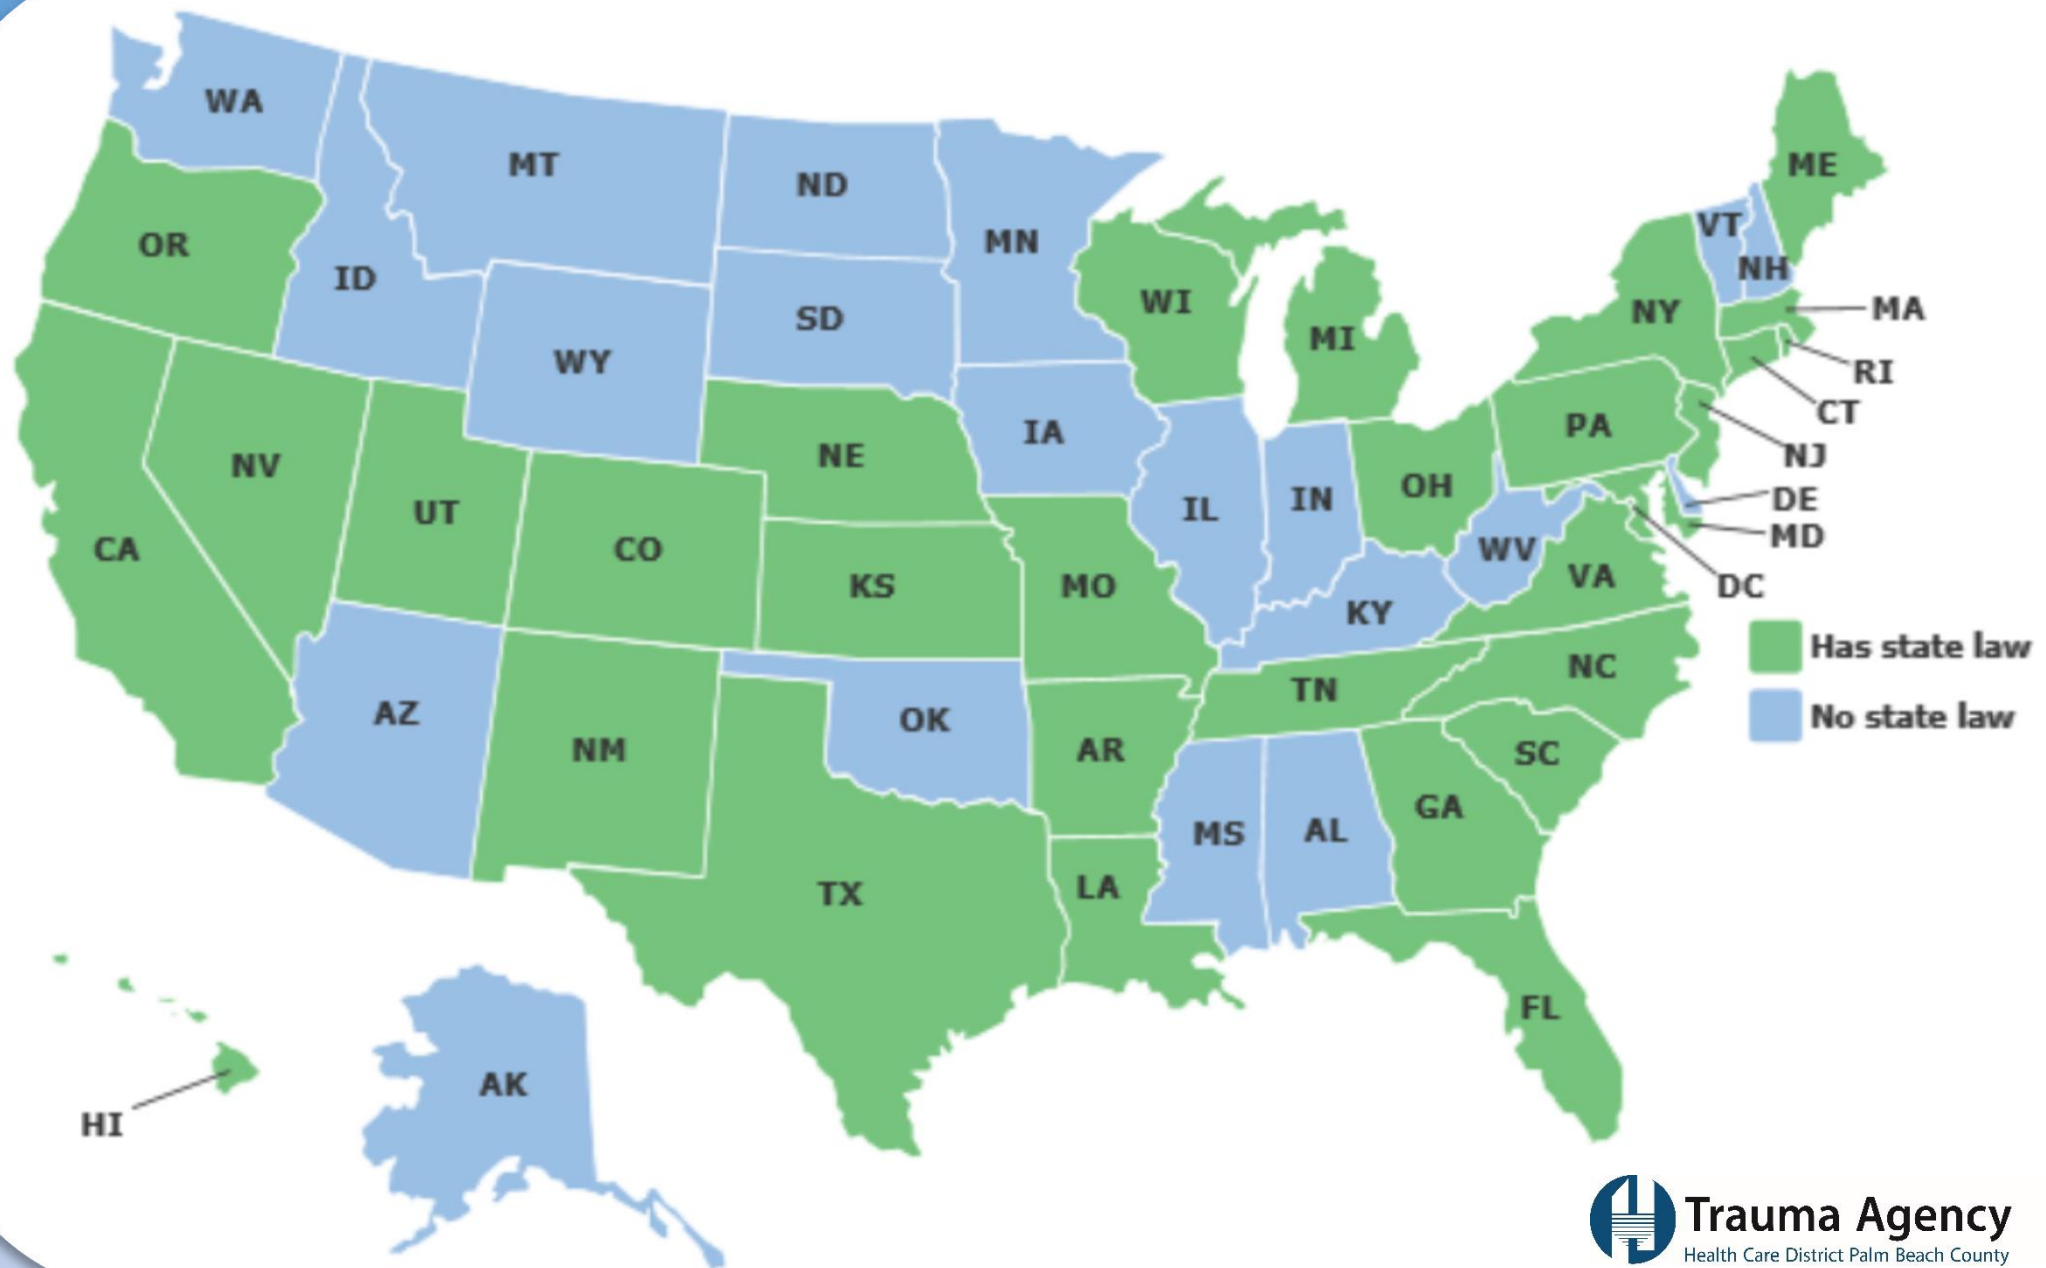 WA
MT
ND
MN
ME
VT
NH
OR
ID
SD
WI
MI
NY
MA
RI
WY
CT
IA
NE
PA
NJ
NV
UT
CO
IL
IN
OH
DE
MD
CA
KS
MO
WV
VA
DC
KY
Has state law
NC
TN
AZ
OK
No state law
NM
AR
SC
GA
MS
AL
TX
LA
FL
AK
HI
Trauma Agency
Health Care District Palm Beach County